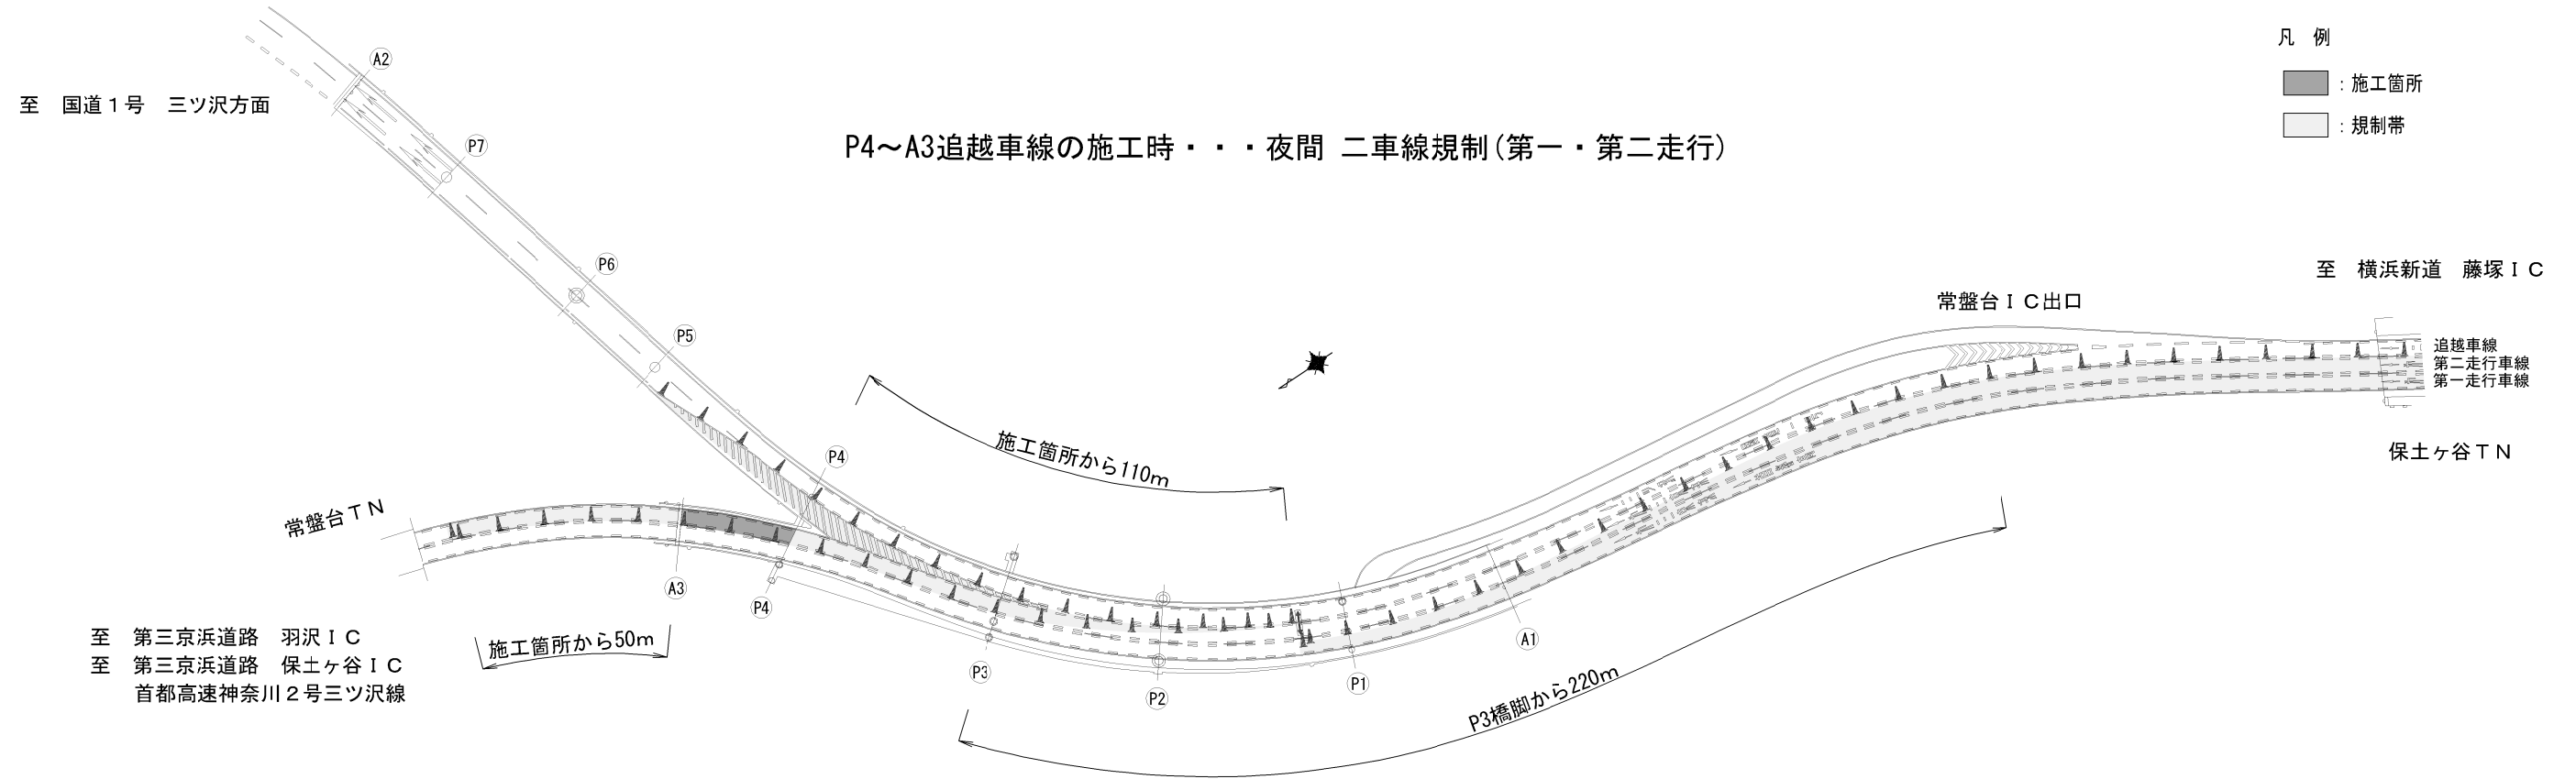 凡　例
：施工箇所
：規制帯
P4～A3追越車線の施工時・・・夜間 二車線規制(第一・第二走行)
至　国道１号　三ツ沢方面
A2
P7
P6
P5
P4
至　横浜新道　藤塚ＩＣ
常盤台ＩＣ出口
追越車線
第二走行車線
第一走行車線
保土ヶ谷ＴＮ
施工箇所から110m
常盤台ＴＮ
A3
P4
P3
P2
P1
A1
施工箇所から50m
P3橋脚から220m
至　第三京浜道路　羽沢ＩＣ
至　第三京浜道路　保土ヶ谷ＩＣ
首都高速神奈川２号三ツ沢線